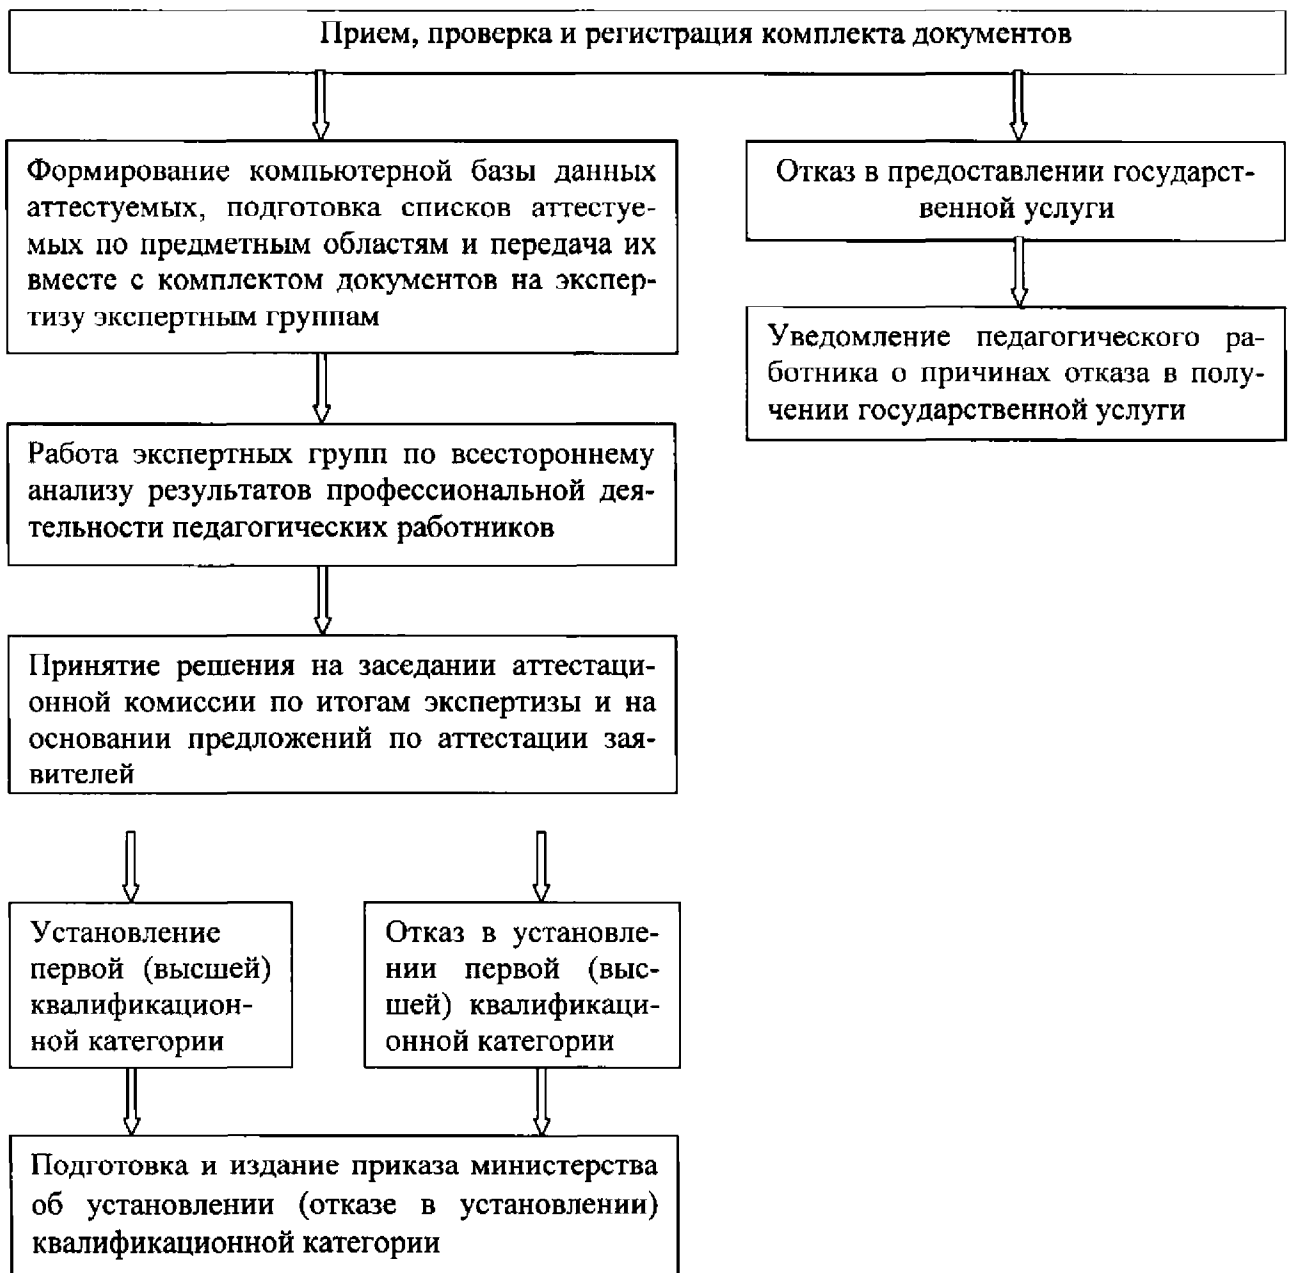 Прием, проверка и регистрация комплекта документов
Формирование компьютерной базы данных
аттестуемых, подготовка списков аттестуе-
мых по предметным областям и передача их
вместе с комплектом документов на экспер-
тизу экспертным группам
Отказ в предоставлении государст-
венной услуги
Уведомление педагогического ра-
ботника о причинах отказа в полу-
чении государственной услуги
Работа экспертных групп по всестороннему
анализу результатов профессиональной дея-
тельности педагогических работников
Принятие решения на заседании аттестаци-
онной комиссии по итогам экспертизы и на
основании предложений по аттестации зая-
вителей
Установление
первой (высшей)
квалификацион-
ной категории
Отказ в установле-
нии первой (выс-
шей) квалификаци-
онной категории
Подготовка и издание приказа министерства
об установлении (отказе в установлении)
квалификационной категории